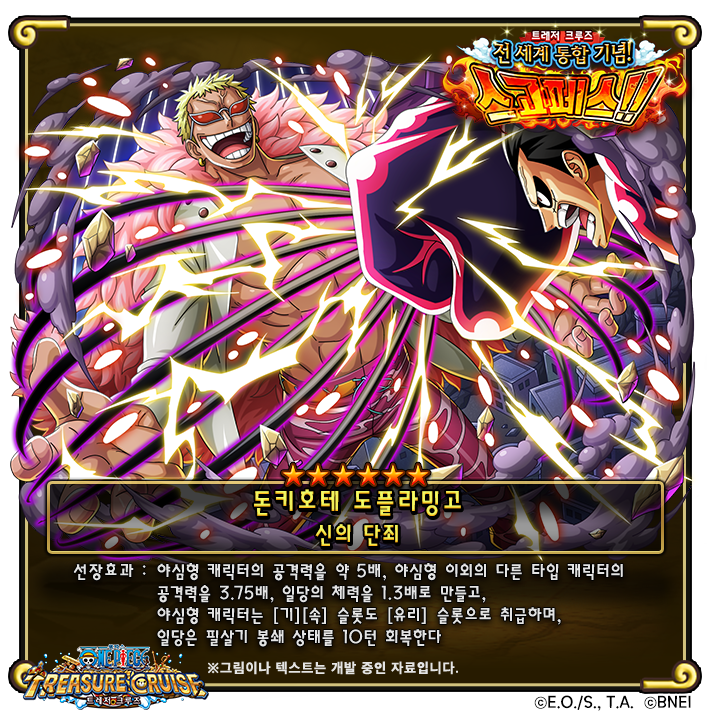 트레저 크루즈
전 세계 통합 기념!
스고페스!!
★★★★★★
돈키호테 도플라밍고
신의 단죄
선장효과 : 야심형 캐릭터의 공격력을 약 5배, 야심형 이외의 다른 타입 캐릭터의
공격력을 3.75배, 일당의 체력을 1.3배로 만들고,
야심형 캐릭터는 [기][속] 슬롯도 [유리] 슬롯으로 취급하며,
일당은 필살기 봉쇄 상태를 10턴 회복한다
※그림이나 텍스트는 개발 중인 자료입니다.
ONE PIECE
TREASURE CRUISE
트레저 크루즈
©E.O./S., T.A. ©BNEI